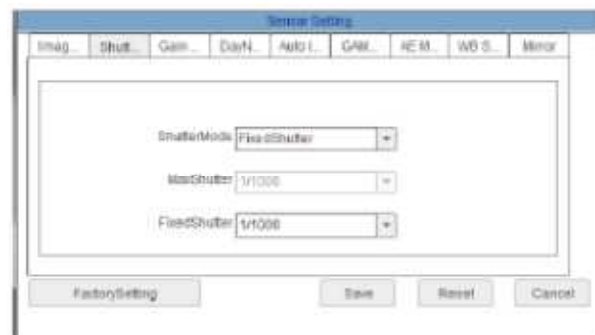 Sensor Setting
Imag... Shutt... Gain ... DayN... Auto I... GAM... AE M... WB S... Mirror
ShutterMode FixedShutter
MaxShutter 1/1000
FixedShutter 1/1000
FactorySetting Save Reset Cancel